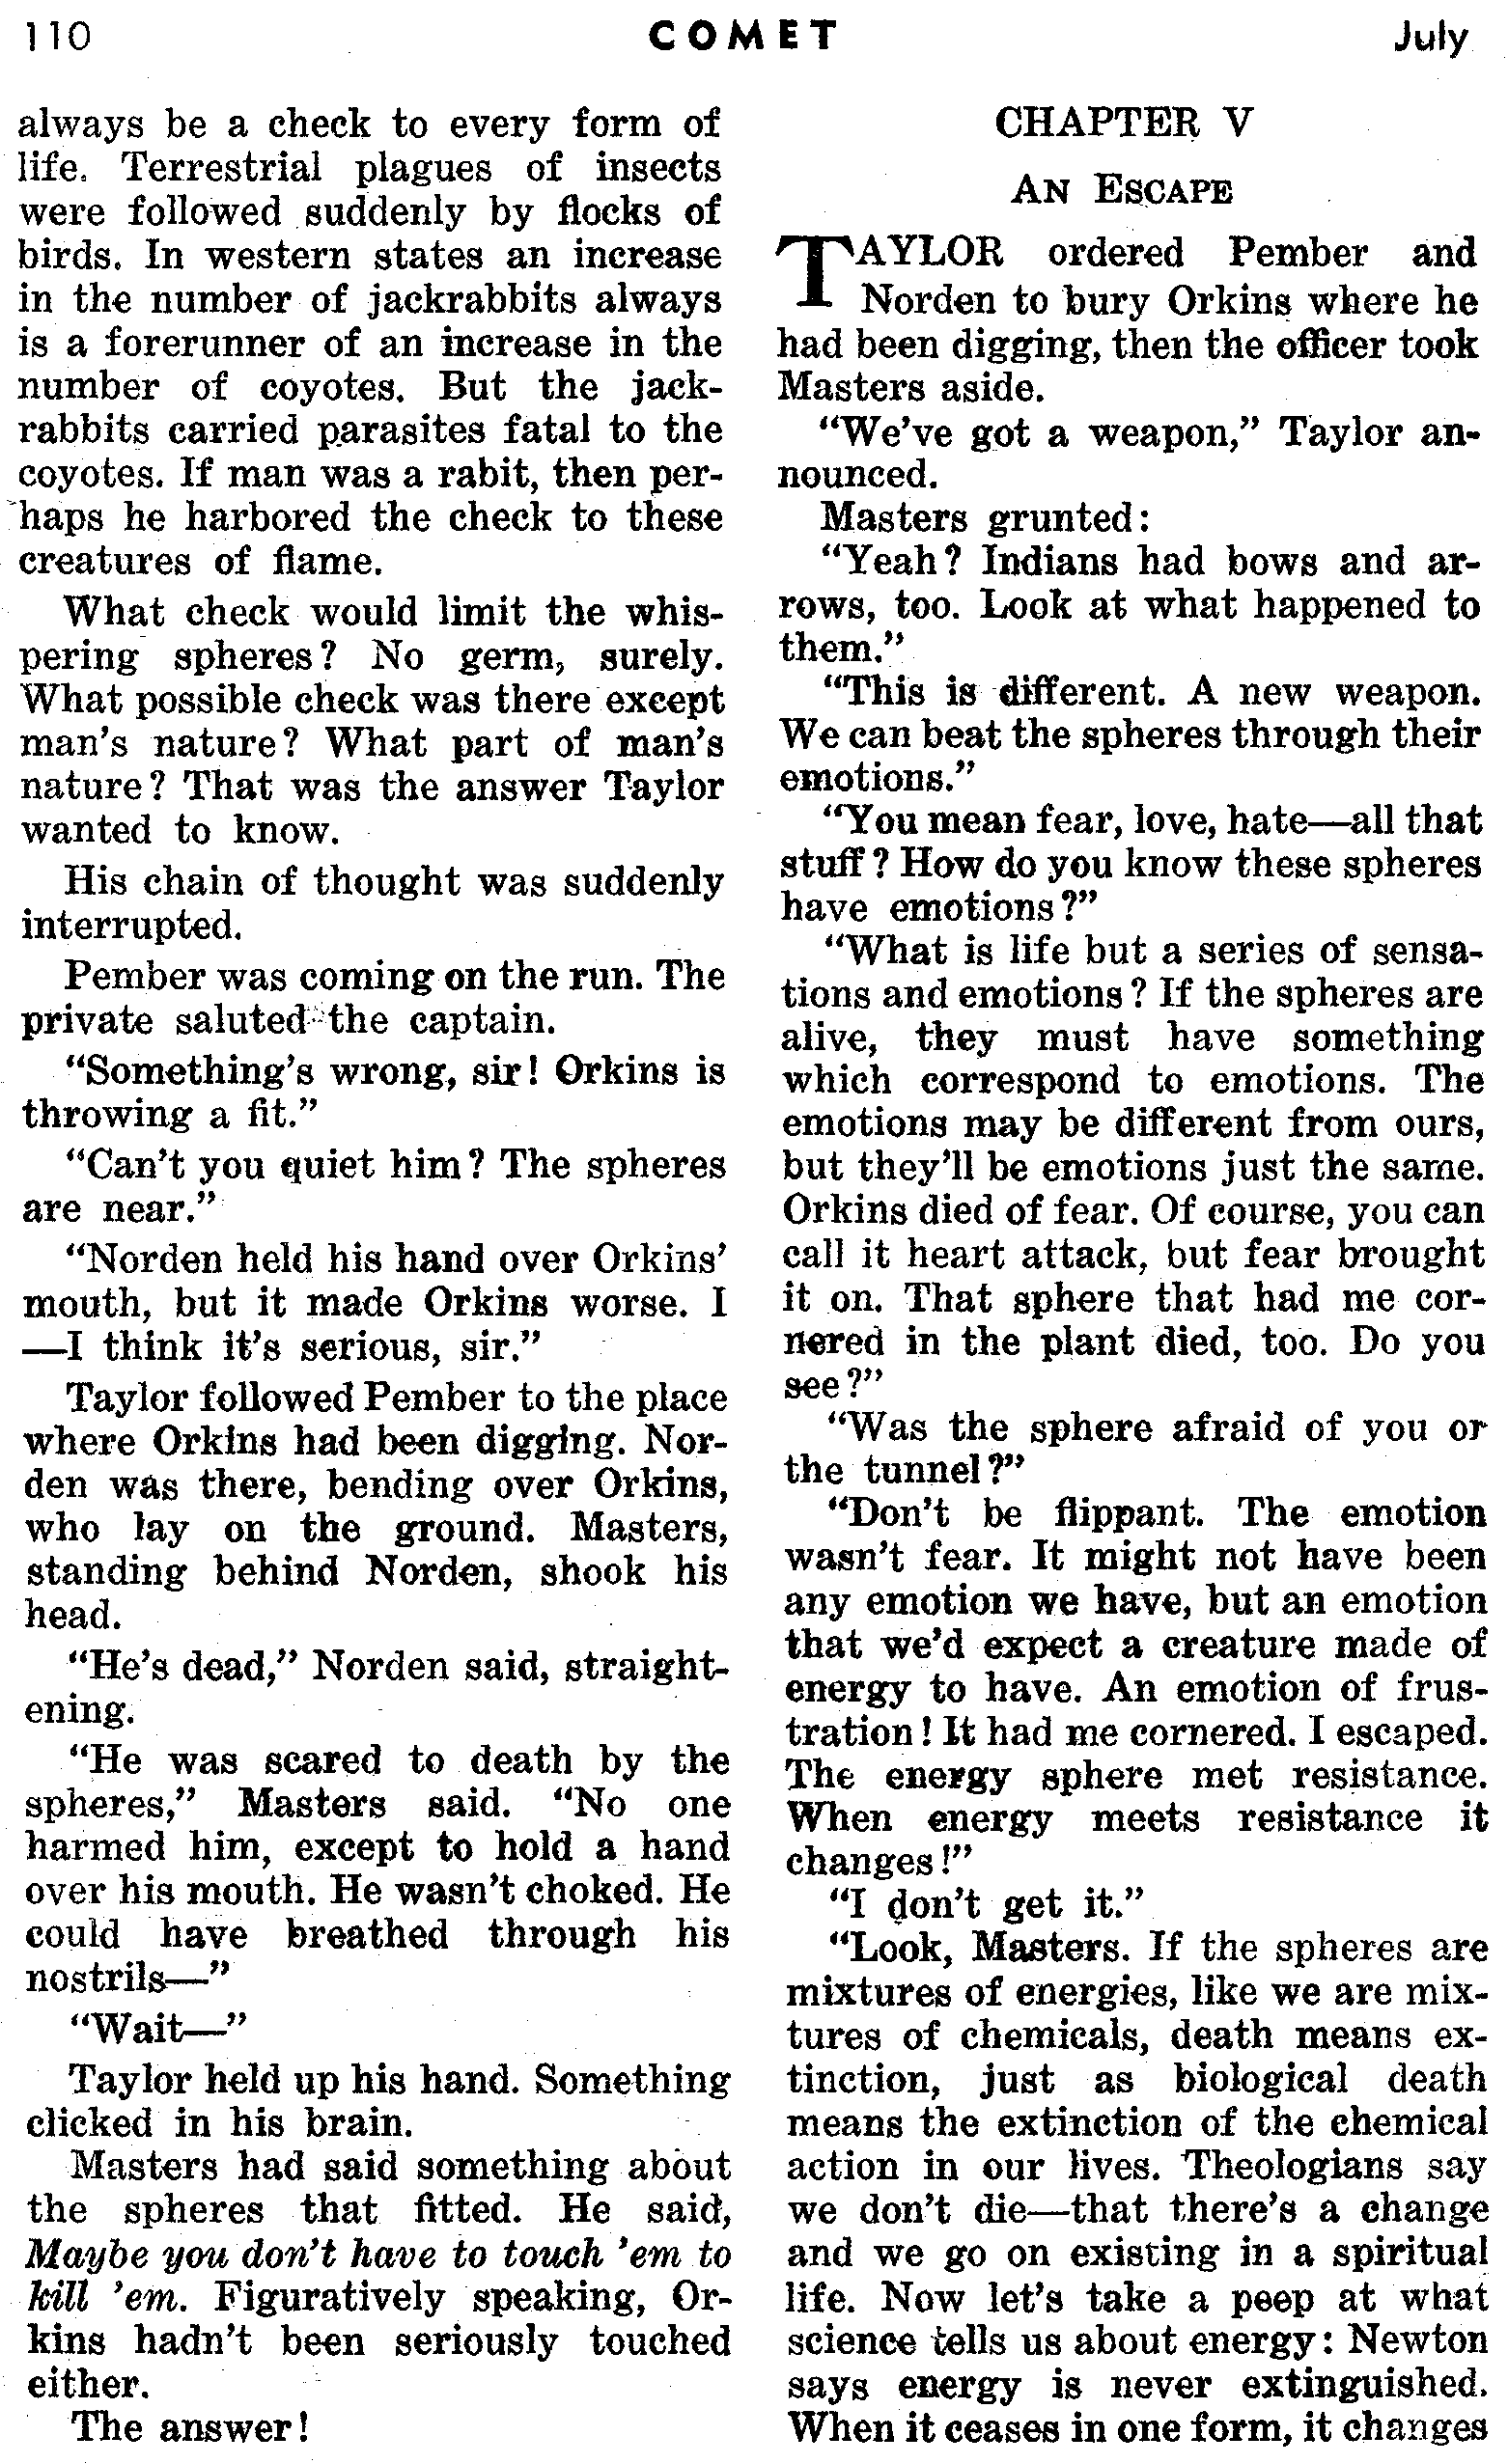 110
COMET
July
always be a check to every form of
life. Terrestrial plagues of insects
were followed suddenly by flocks of
birds. In western states an increase
in the number of jackrabbits always
is a forerunner of an increase in the
number of coyotes. But the jack-
rabbits carried parasites fatal to the
coyotes. If man was a rabit, then per-
haps he harbored the check to these
creatures of flame.
What check would limit the whis-
pering spheres? No germ, surely.
What possible check was there except
man's nature? What part of man's
nature? That was the answer Taylor
wanted to know.
His chain of thought was suddenly
interrupted.
Pember was coming on the run. The
private saluted the captain.
"Something's wrong, sir! Orkins is
throwing a fit."
"Can't you quiet him? The spheres
are near."
"Norden held his hand over Orkins'
mouth, but it made Orkins worse. I
—I think it's serious, sir."
Taylor followed Pember to the place
where Orkins had been digging. Nor-
den was there, bending over Orkins,
who lay on the ground. Masters,
standing behind Norden, shook his
head.
"He's dead," Norden said, straight-
ening.
"He was scared to death by the
spheres," Masters said. "No one
harmed him, except to hold a hand
over his mouth. He wasn't choked. He
could have breathed through his
nostrils—"
"Wait—"
Taylor held up his hand. Something
clicked in his brain.
Masters had said something about
the spheres that fitted. He said,
Maybe you don't have to touch 'em to
kill 'em. Figuratively speaking, Or-
kins hadn't been seriously touched
either.
The answer!
CHAPTER V
AN ESCAPE
TAYLOR ordered Pember and
Norden to bury Orkins where he
had been digging, then the officer took
Masters aside.
"We've got a weapon," Taylor an-
nounced.
Masters grunted:
"Yeah? Indians had bows and ar-
rows, too. Look at what happened to
them."
"This is different. A new weapon.
We can beat the spheres through their
emotions."
"You mean fear, love, hate—all that
stuff? How do you know these spheres
have emotions?"
"What is life but a series of sensa-
tions and emotions? If the spheres are
alive, they must have something
which correspond to emotions. The
emotions may be different from ours,
but they'll be emotions just the same.
Orkins died of fear. Of course, you can
call it heart attack, but fear brought
it on. That sphere that had me cor-
nered in the plant died, too. Do you
see?"
"Was the sphere afraid of you or
the tunnel?"
"Don't be flippant. The emotion
wasn't fear. It might not have been
any emotion we have, but an emotion
that we'd expect a creature made of
energy to have. An emotion of frus-
tration! It had me cornered. I escaped.
The energy sphere met resistance.
When energy meets resistance it
changes!"
"I don't get it."
"Look, Masters. If the spheres are
mixtures of energies, like we are mix-
tures of chemicals, death means ex-
tinction, just as biological death
means the extinction of the chemical
action in our lives. Theologians say
we don't die—that there's a change
and we go on existing in a spiritual
life. Now let's take a peep at what
science tells us about energy: Newton
says energy is never extinguished.
When it ceases in one form, it changes